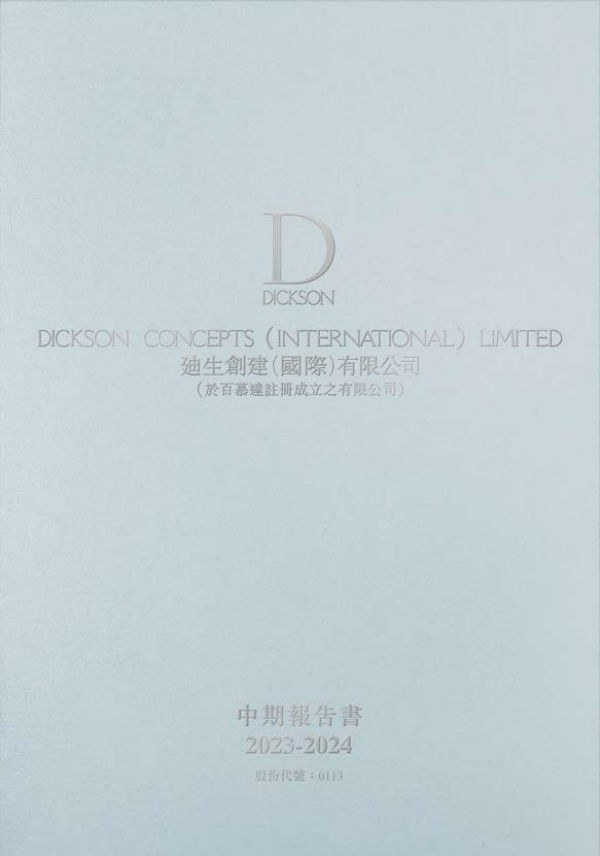 D
DICKSON
DICKSON CONCEPTS (INTERNATIONAL) LIMITED
廸生創建(國際)有限公司
(於百慕達註冊成立之有限公司)
中期報告書
2023-2024
股份代號：0113